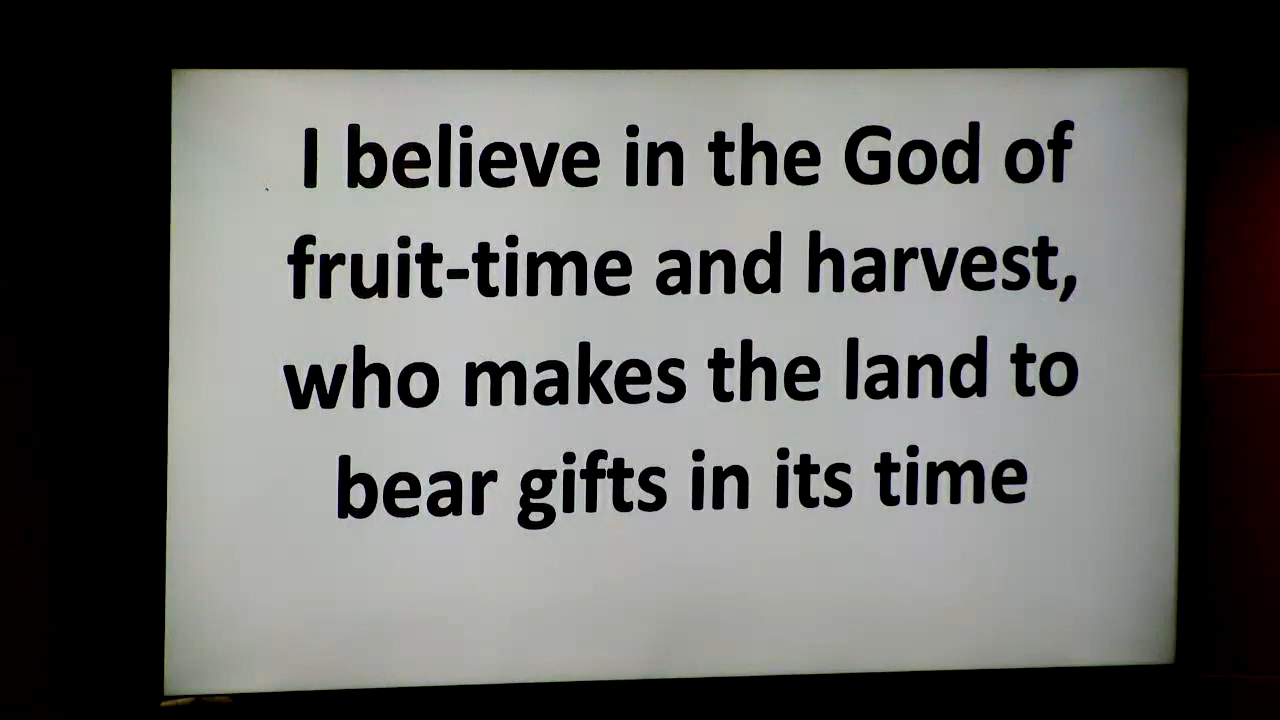 I believe in the God of
fruit-time and harvest,
who makes the land to
bear gifts in its time